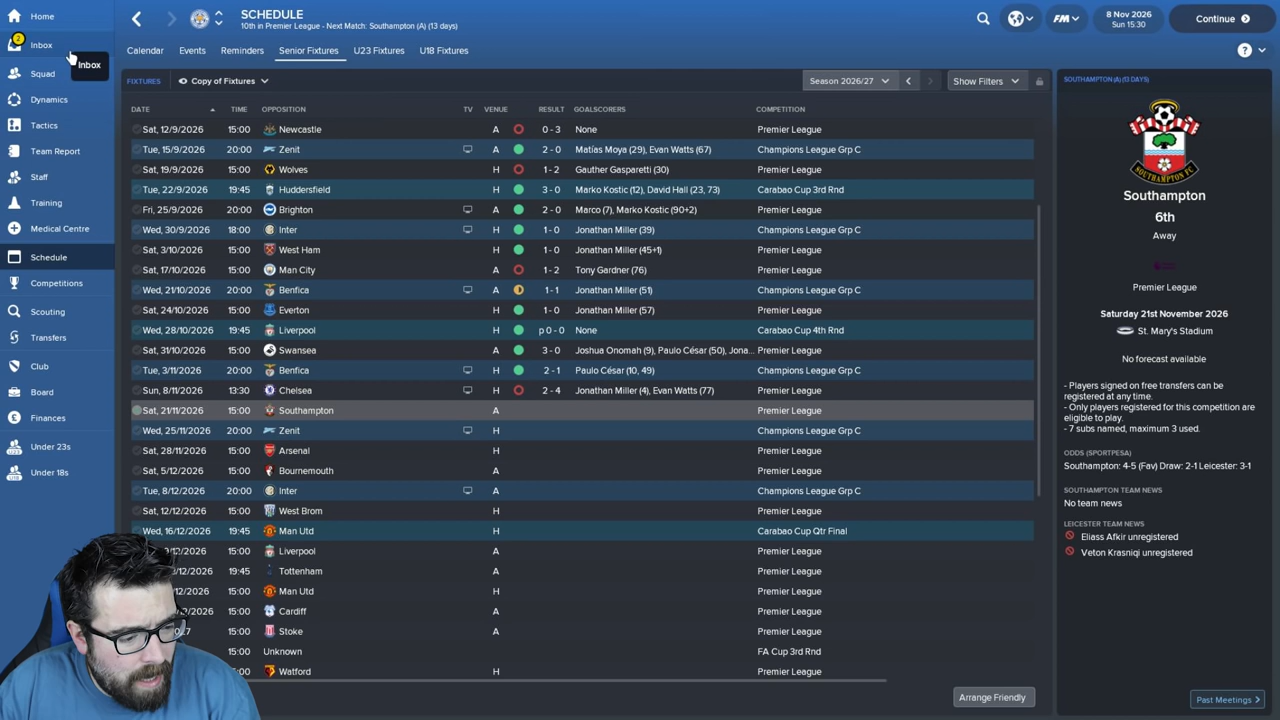 Home
SCHEDULE
10th in Premier League - Next Match: Southampton (A) (13 days)
FM
8 Nov 2026
Sun 15:30
Continue
2
Inbox
Inbox
Squad
Dynamics
Tactics
Team Report
Staff
Training
Medical Centre
Schedule
Competitions
Scouting
Transfers
Club
Board
Finances
U23s Under 23s
U18s Under 18s
Calendar Events Reminders Senior Fixtures U23 Fixtures U18 Fixtures
?
FIXTURES Copy of Fixtures Season 2026/27 Show Filters
DATE TIME OPPOSITION TV VENUE RESULT GOALSCORERS COMPETITION
Sat, 12/9/2026 15:00 Newcastle A 0 - 3 None Premier League
Tue, 15/9/2026 20:00 Zenit A 2 - 0 Matías Moya (29), Evan Watts (67) Champions League Grp C
Sat, 19/9/2026 15:00 Wolves H 1 - 2 Gauther Gasparetti (30) Premier League
Tue, 22/9/2026 19:45 Huddersfield H 3 - 0 Marko Kostic (12), David Hall (23, 73) Carabao Cup 3rd Rnd
Fri, 25/9/2026 20:00 Brighton A 2 - 0 Marco (7), Marko Kostic (90+2) Premier League
Wed, 30/9/2026 18:00 Inter H 1 - 0 Jonathan Miller (39) Champions League Grp C
Sat, 3/10/2026 15:00 West Ham H 1 - 0 Jonathan Miller (45+1) Premier League
Sat, 17/10/2026 15:00 Man City A 1 - 2 Tony Gardner (76) Premier League
Wed, 21/10/2026 20:00 Benfica A 1 - 1 Jonathan Miller (51) Champions League Grp C
Sat, 24/10/2026 15:00 Everton H 1 - 0 Jonathan Miller (57) Premier League
Wed, 28/10/2026 19:45 Liverpool H p 0 - 0 None Carabao Cup 4th Rnd
Sat, 31/10/2026 15:00 Swansea A 3 - 0 Joshua Onomah (9), Paulo César (50), Jona... Premier League
Tue, 3/11/2026 20:00 Benfica H 2 - 1 Paulo César (10, 49) Champions League Grp C
Sun, 8/11/2026 13:30 Chelsea H 2 - 4 Jonathan Miller (4), Evan Watts (77) Premier League
Sat, 21/11/2026 15:00 Southampton A Premier League
Wed, 25/11/2026 20:00 Zenit H Champions League Grp C
Sat, 28/11/2026 15:00 Arsenal H Premier League
Sat, 5/12/2026 15:00 Bournemouth A Premier League
Tue, 8/12/2026 20:00 Inter A Champions League Grp C
Sat, 12/12/2026 15:00 West Brom H Premier League
Wed, 16/12/2026 19:45 Man Utd H Carabao Cup Qtr Final
9/12/2026 15:00 Liverpool A Premier League
12/2026 19:45 Tottenham A Premier League
12/2026 15:00 Man Utd H Premier League
12/2026 15:00 Cardiff A Premier League
15:00 Stoke A Premier League
15:00 Unknown FA Cup 3rd Rnd
15:00 Watford H Premier League
Arrange Friendly
SOUTHAMPTON (A) (13 DAYS)
SOUTHAMPTON FC
Southampton
6th
Away
Premier League
Saturday 21st November 2026
St. Mary's Stadium
No forecast available
- Players signed on free transfers can be
registered at any time.
- Only players registered for this competition are
eligible to play.
- 7 subs named, maximum 3 used.
ODDS (SPORTPESA)
Southampton: 4-5 (Fav) Draw: 2-1 Leicester: 3-1
SOUTHAMPTON TEAM NEWS
No team news
LEICESTER TEAM NEWS
Eliass Afkir unregistered
Veton Krasniqi unregistered
Past Meetings